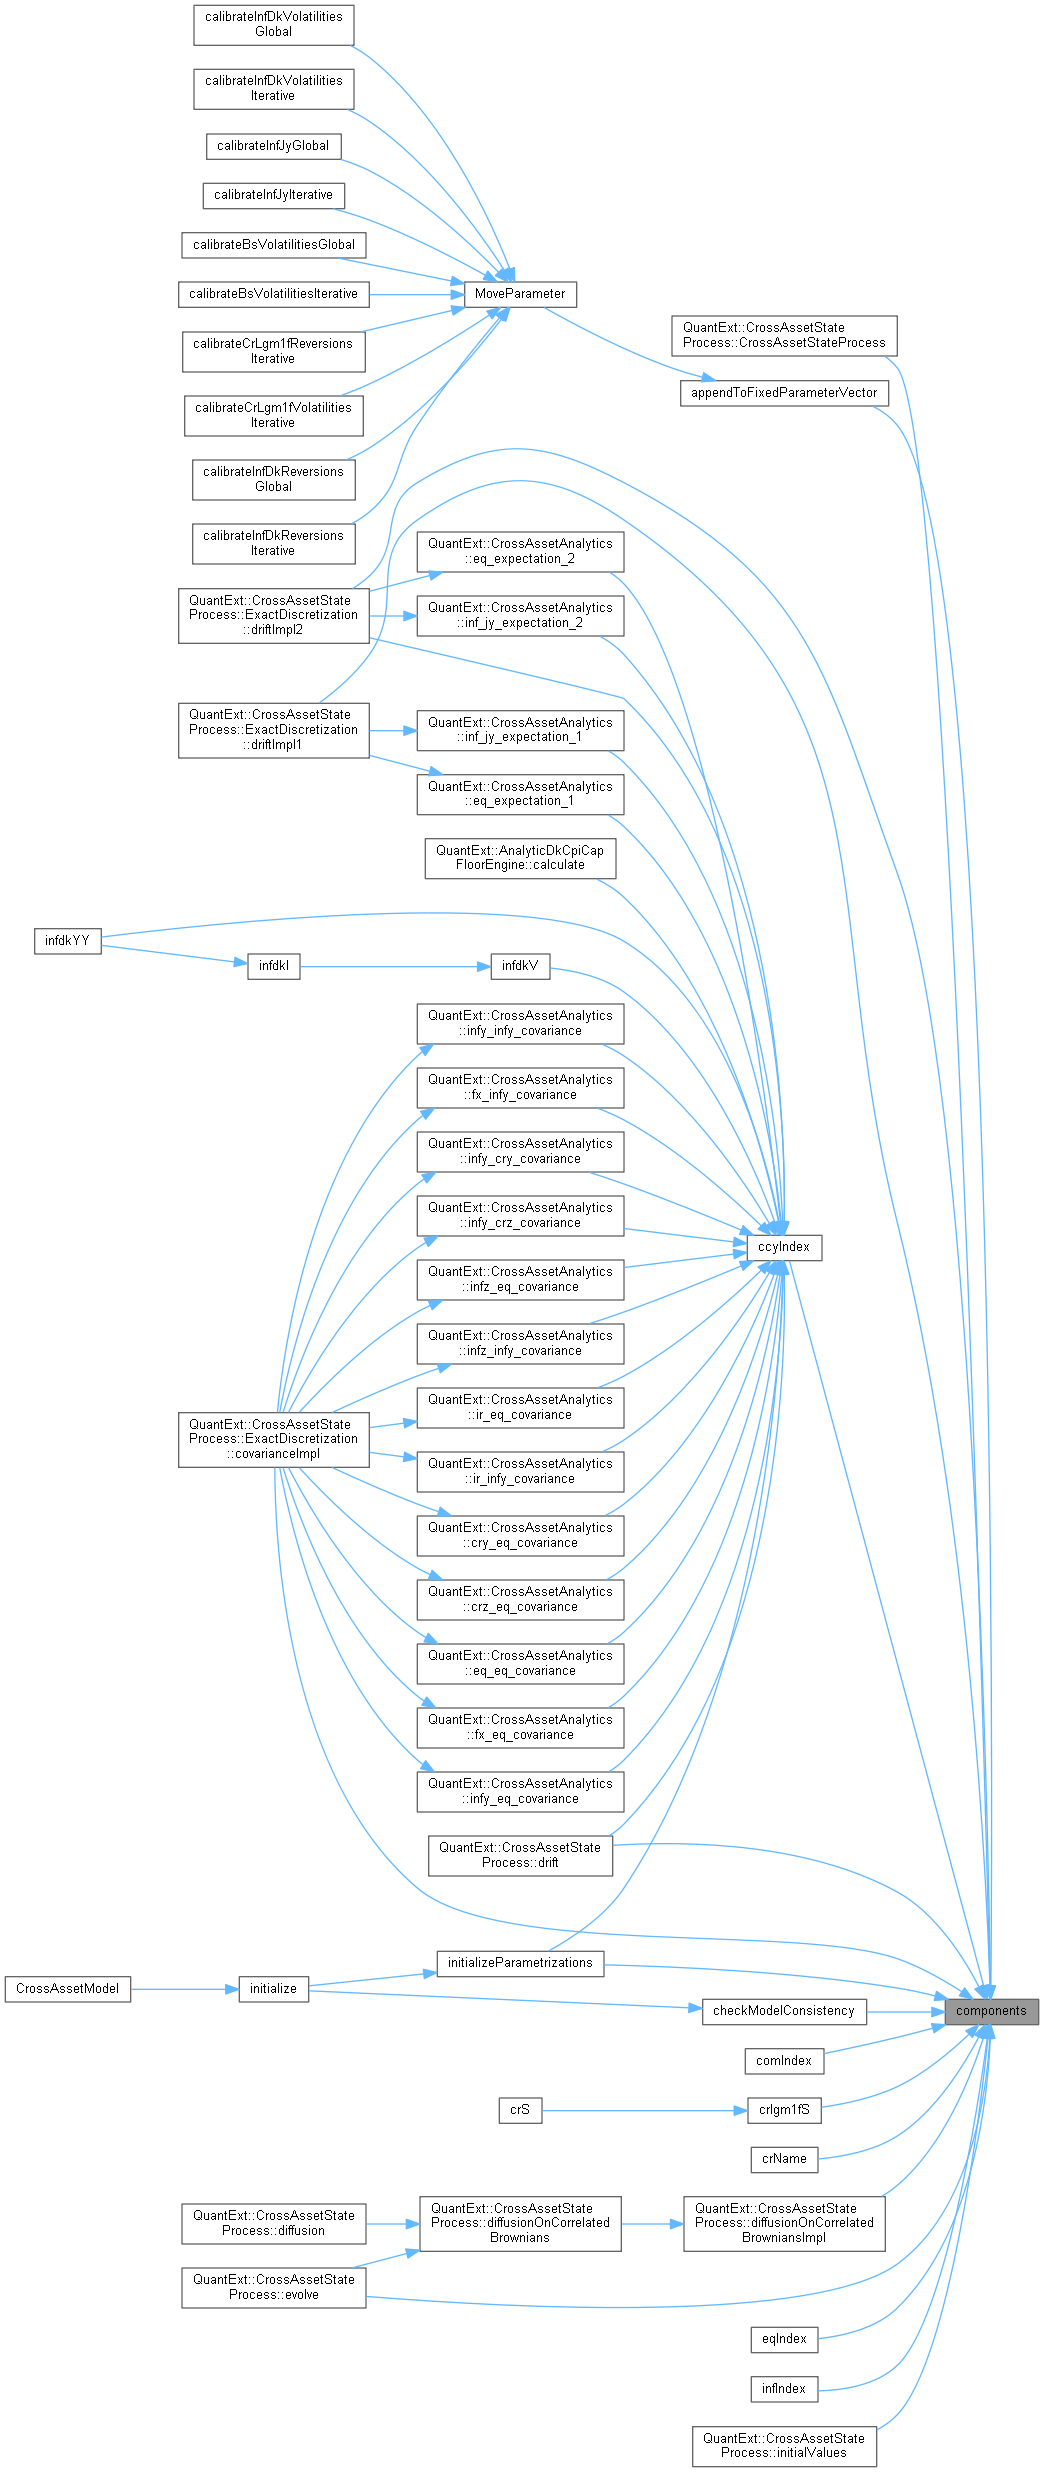 calibrateInfDkVolatilities
Global
calibrateInfDkVolatilities
Iterative
calibrateInfJyGlobal
calibrateInfJyIterative
calibrateBsVolatilitiesGlobal
calibrateBsVolatilitiesIterative
MoveParameter
QuantExt::CrossAssetState
Process::CrossAssetStateProcess
calibrateCrLgm1fReversions
Iterative
appendToFixedParameterVector
calibrateCrLgm1fVolatilities
Iterative
calibrateInfDkReversions
Global
calibrateInfDkReversions
Iterative
QuantExt::CrossAssetAnalytics
::eq_expectation_2
QuantExt::CrossAssetState
Process::ExactDiscretization
::driftImpl2
QuantExt::CrossAssetAnalytics
::inf_jy_expectation_2
QuantExt::CrossAssetState
Process::ExactDiscretization
::driftImpl1
QuantExt::CrossAssetAnalytics
::inf_jy_expectation_1
QuantExt::CrossAssetAnalytics
::eq_expectation_1
QuantExt::AnalyticDkCpiCap
FloorEngine::calculate
infdkYY
infdkI
infdkV
QuantExt::CrossAssetAnalytics
::infy_infy_covariance
QuantExt::CrossAssetAnalytics
::fx_infy_covariance
QuantExt::CrossAssetAnalytics
::infy_cry_covariance
QuantExt::CrossAssetAnalytics
::infy_crz_covariance
ccyIndex
QuantExt::CrossAssetAnalytics
::infz_eq_covariance
QuantExt::CrossAssetAnalytics
::infz_infy_covariance
QuantExt::CrossAssetAnalytics
::ir_eq_covariance
QuantExt::CrossAssetState
Process::ExactDiscretization
::covarianceImpl
QuantExt::CrossAssetAnalytics
::ir_infy_covariance
QuantExt::CrossAssetAnalytics
::cry_eq_covariance
QuantExt::CrossAssetAnalytics
::crz_eq_covariance
QuantExt::CrossAssetAnalytics
::eq_eq_covariance
QuantExt::CrossAssetAnalytics
::fx_eq_covariance
QuantExt::CrossAssetAnalytics
::infy_eq_covariance
QuantExt::CrossAssetState
Process::drift
initializeParametrizations
CrossAssetModel
initialize
checkModelConsistency
components
comIndex
crS
crlgm1fS
crName
QuantExt::CrossAssetState
Process::diffusion
QuantExt::CrossAssetState
Process::diffusionOnCorrelated
Brownians
QuantExt::CrossAssetState
Process::diffusionOnCorrelated
BrowniansImpl
QuantExt::CrossAssetState
Process::evolve
eqIndex
infIndex
QuantExt::CrossAssetState
Process::initialValues